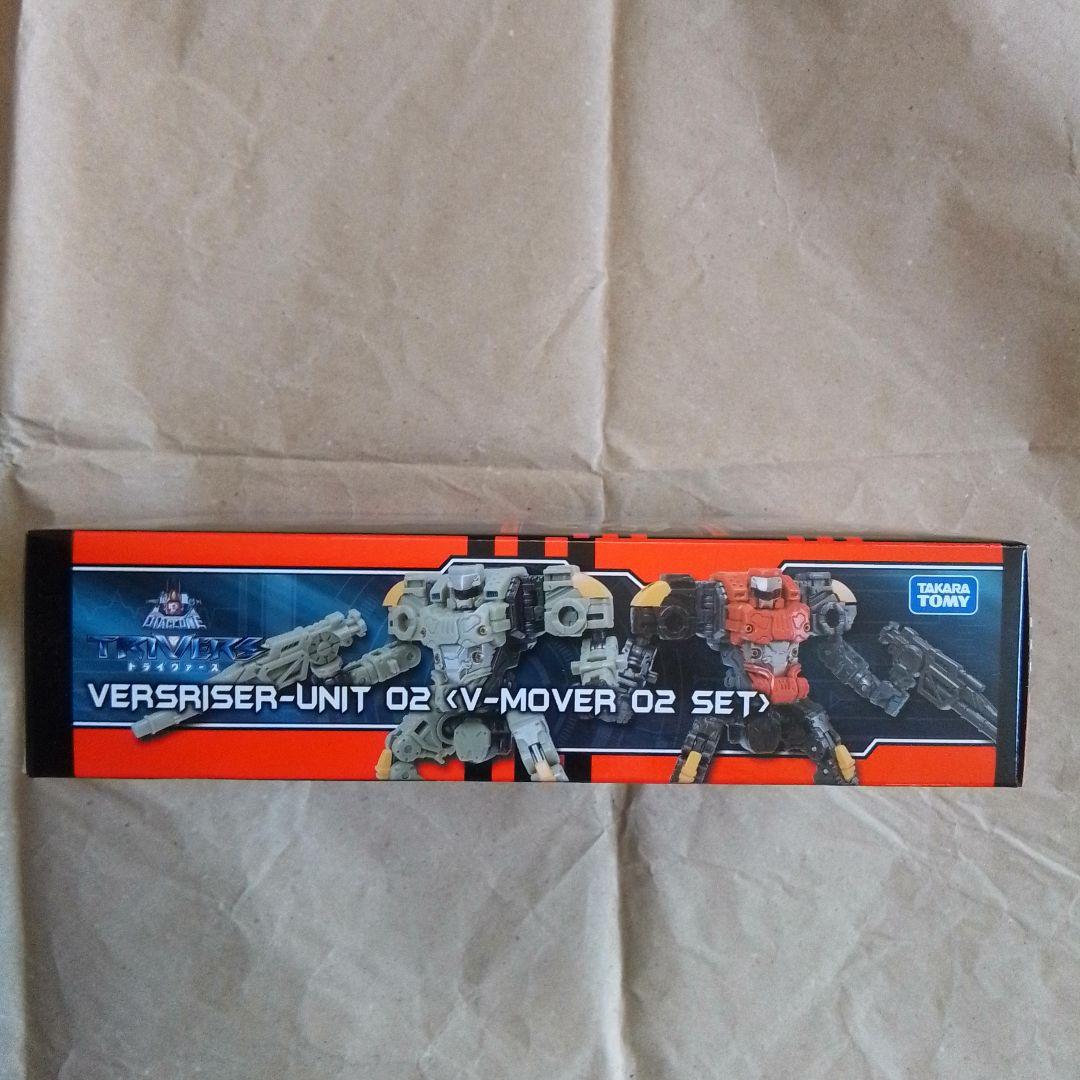 DIACLONE
TRIVERS
トライヴァース
VERSRISER-UNIT 02 <V-MOVER 02 SET>
TAKARA
TOMY